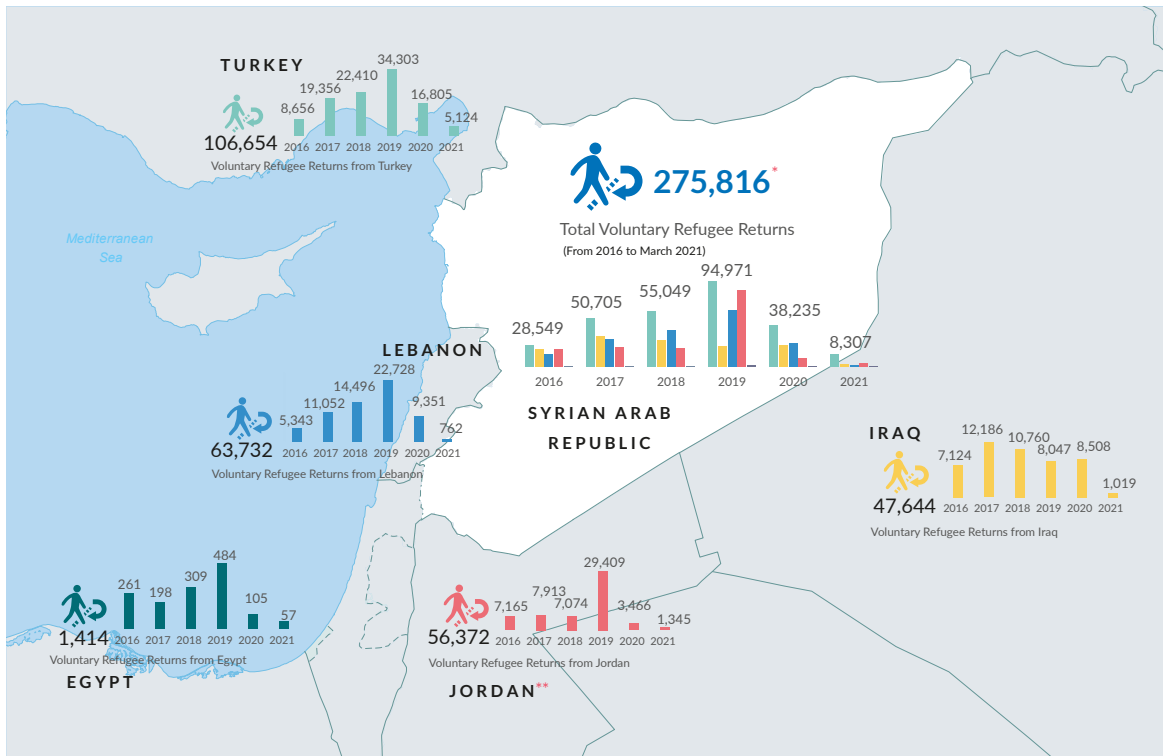 TURKEY
34,303
22,410
19,356
16,805
8,656
5,124
106,654
2016 2017 2018 2019 2020 2021
Voluntary Refugee Returns from Turkey
275,816*
Total Voluntary Refugee Returns
(From 2016 to March 2021)
94,971
55,049
50,705
38,235
28,549
8,307
2016 2017 2018 2019 2020 2021
SYRIAN ARAB
REPUBLIC
Mediterranean
Sea
LEBANON
22,728
14,496
11,052
9,351
5,343
762
2016 2017 2018 2019 2020 2021
63,732
Voluntary Refugee Returns from Lebanon
IRAQ
12,186
10,760
7,124
8,047
8,508
1,019
47,644
2016 2017 2018 2019 2020 2021
Voluntary Refugee Returns from Iraq
484
309
261
198
105
57
1,414
2016 2017 2018 2019 2020 2021
Voluntary Refugee Returns from Egypt
EGYPT
29,409
7,913
7,165
7,074
3,466
1,345
56,372
2016 2017 2018 2019 2020 2021
Voluntary Refugee Returns from Jordan
JORDAN**